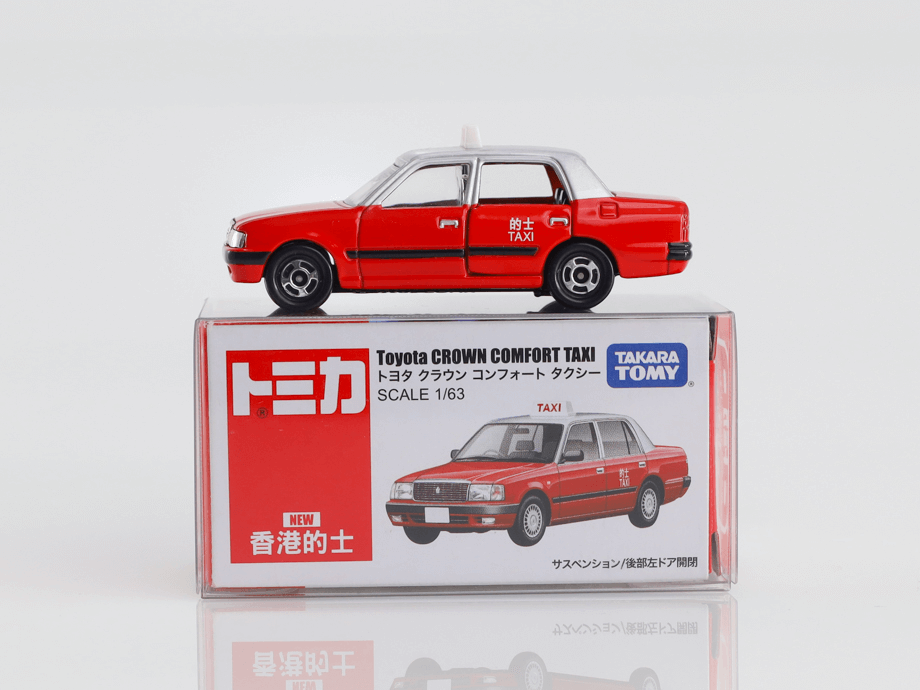 的士
TAXI
トミカ
®
NEW
香港的士
Toyota CROWN COMFORT TAXI
トヨタ クラウン コンフォート タクシー
SCALE 1/63
TAKARA
TOMY
®
TAXI
的士
TAXI
サスペンション/後部左ドア開閉